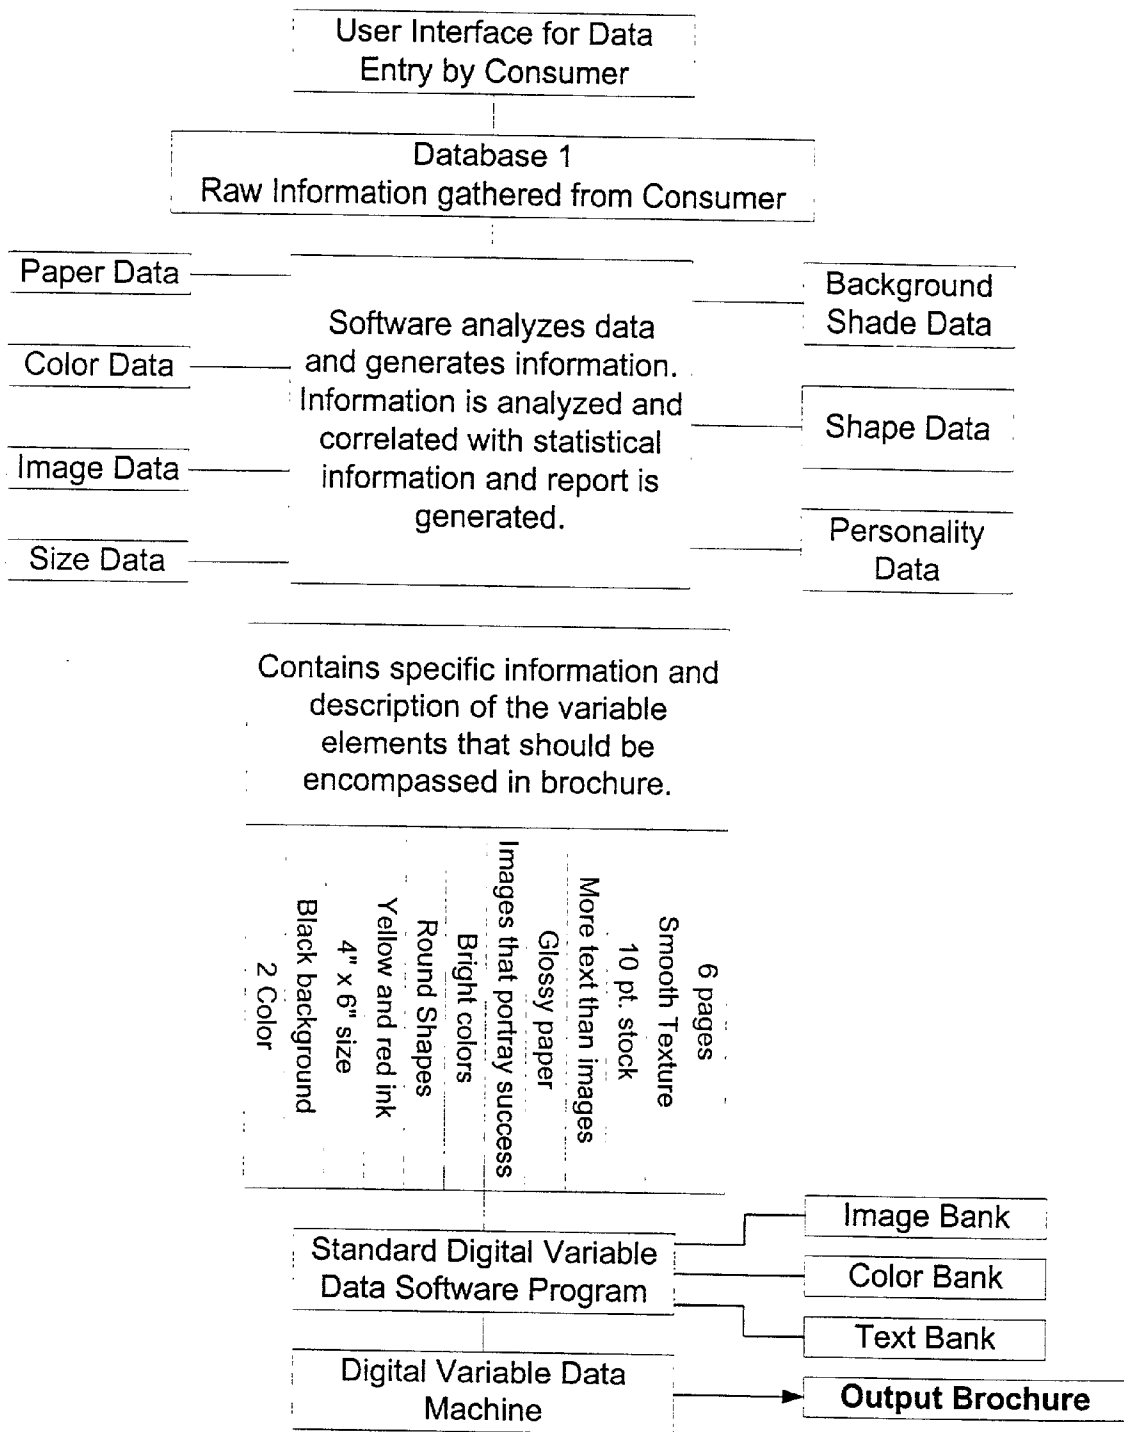 User Interface for Data
Entry by Consumer
Database 1
Raw Information gathered from Consumer
Paper Data
Color Data
Image Data
Size Data
Software analyzes data
and generates information.
Information is analyzed and
correlated with statistical
information and report is
generated.
Background
Shade Data
Shape Data
Personality
Data
Contains specific information and
description of the variable
elements that should be
encompassed in brochure.
2 Color
Black background
4" x 6" size
Yellow and red ink
Round Shapes
Bright colors
Images that portray success
Glossy paper
More text than images
10 pt. stock
Smooth Texture
6 pages
Standard Digital Variable
Data Software Program
Image Bank
Color Bank
Text Bank
Digital Variable Data
Machine
Output Brochure